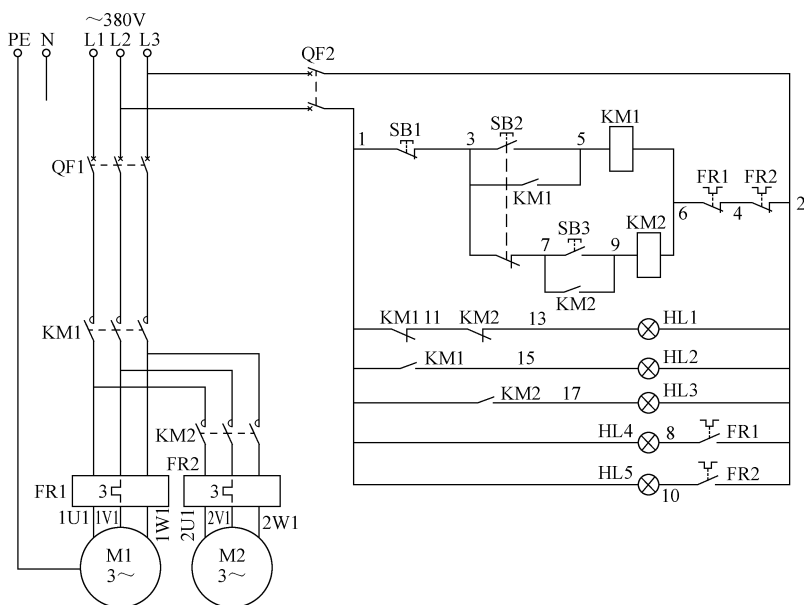 ～380V
PE N L1 L2 L3
QF2
QF1
1 SB1 3 SB2 5 KM1
KM1
FR1 FR2
6 4 2
7 SB3 9 KM2
KM2
KM1
KM1 11 KM2 13 HL1
KM1 15 HL2
KM2 17 HL3
HL4 8 FR1
HL5 10 FR2
KM2
FR2
FR1 3 3
1U1 1V1 1W1 2U1 2V1 2W1
M1
3～
M2
3～